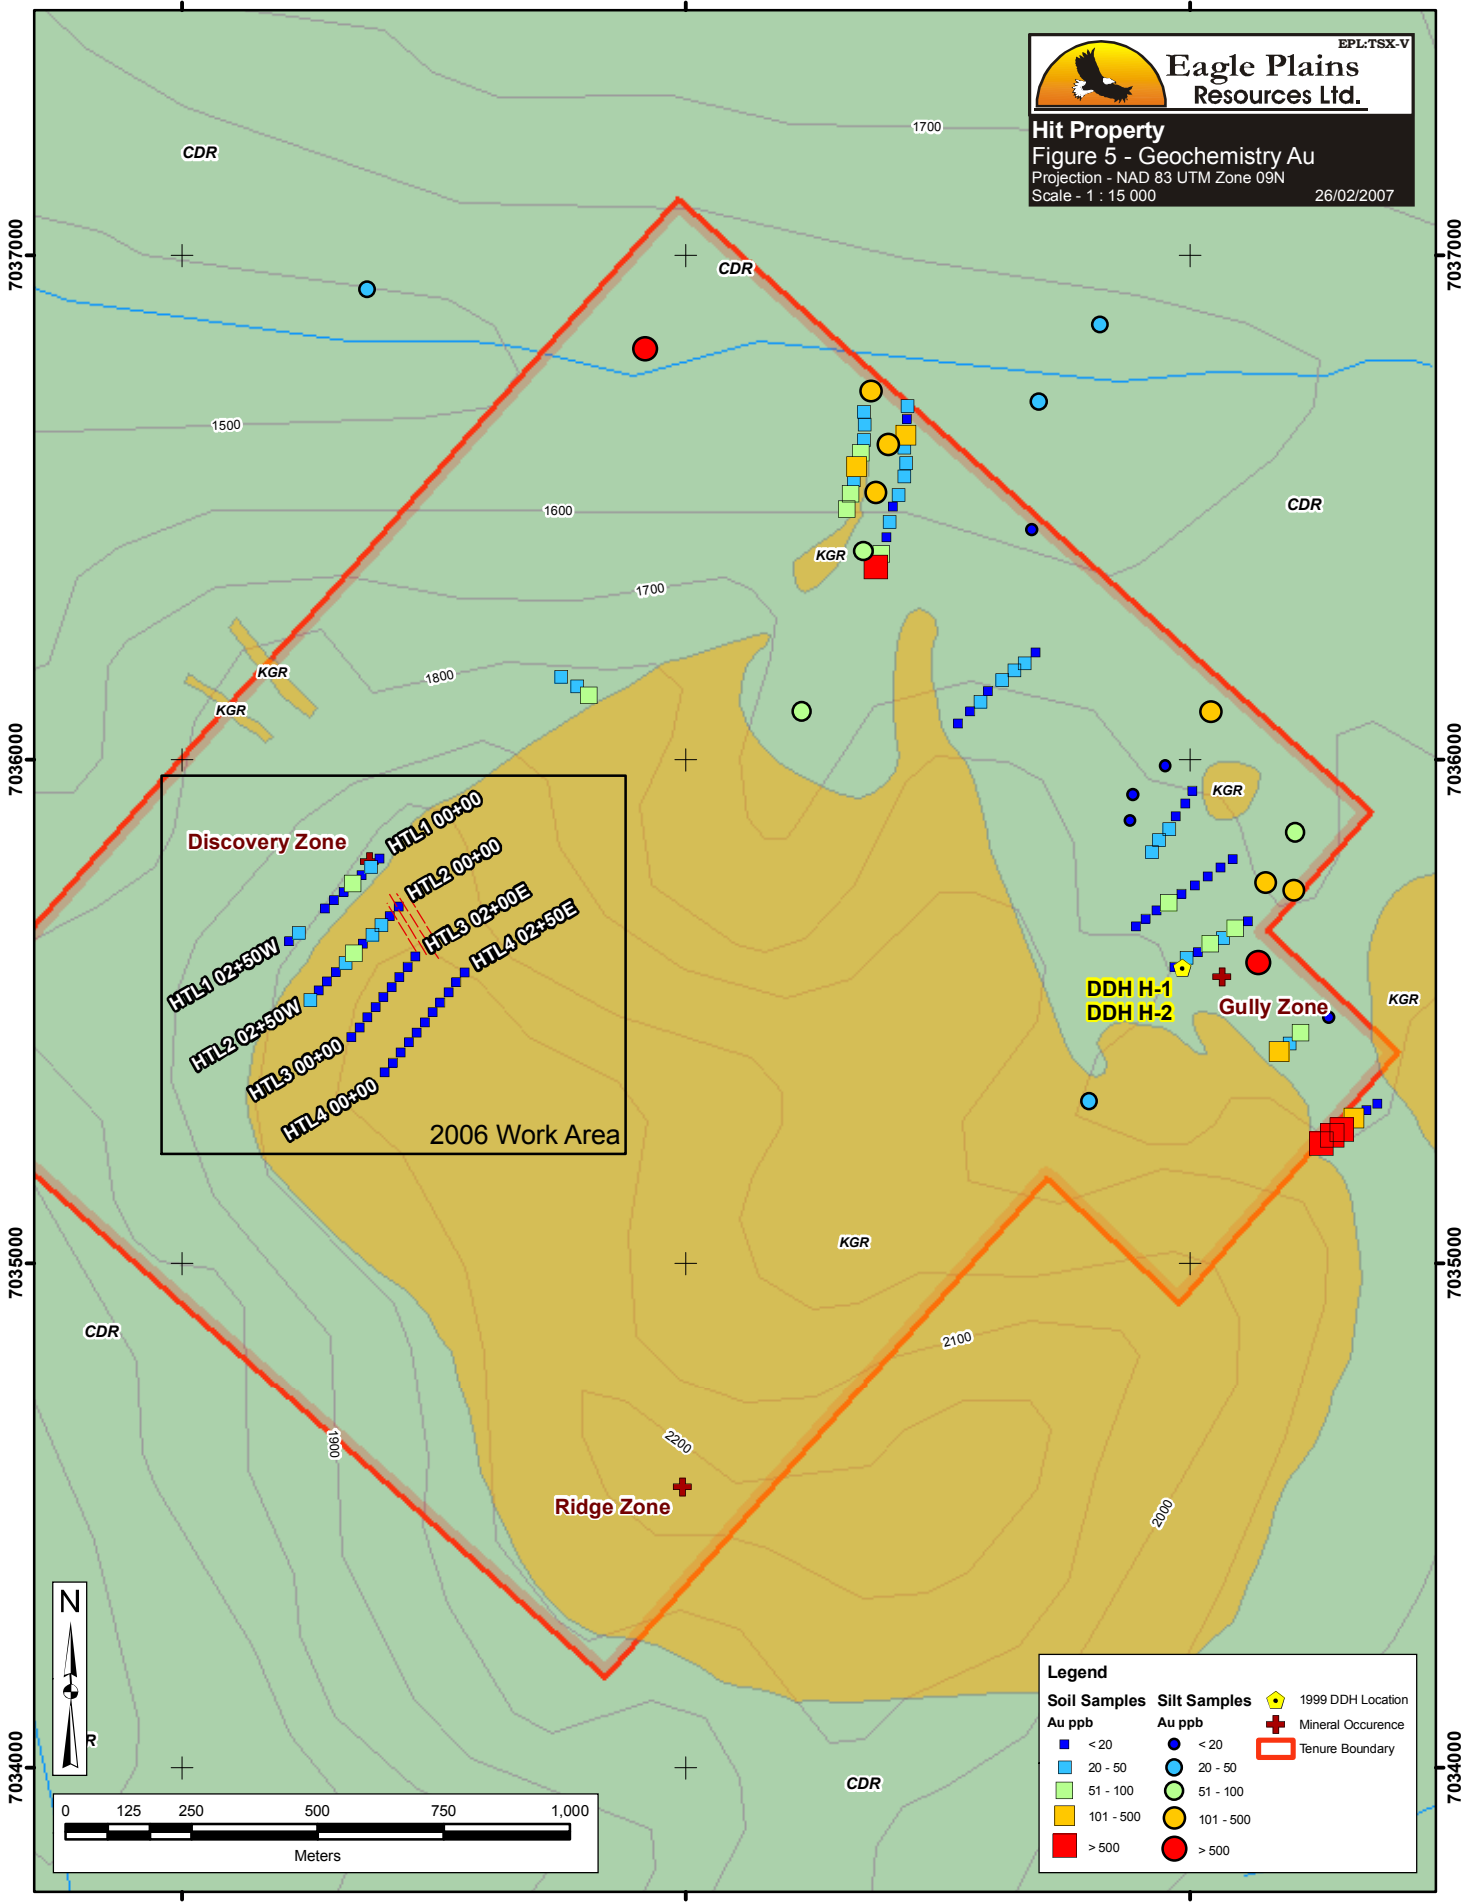 EPL:TSX-V
Eagle Plains
Resources Ltd.
Hit Property
Figure 5 - Geochemistry Au
Projection - NAD 83 UTM Zone 09N
Scale - 1 : 15 000 26/02/2007
1700
CDR
7037000
7037000
CDR
1500
1600
CDR
KGR
1700
KGR
1800
KGR
7036000
7036000
KGR
Discovery Zone
HTL1 00+00
HTL2 00+00
HTL3 02+00E
HTL4 02+50E
HTL1 02+50W
HTL2 02+50W
HTL3 00+00
HTL4 00+00
2006 Work Area
DDH H-1
DDH H-2
Gully Zone
KGR
KGR
7035000
7035000
CDR
2100
1900
2200
Ridge Zone
2000
N
R
CDR
7034000
7034000
0 125 250 500 750 1,000
Meters
Legend
Soil Samples Silt Samples
Au ppb Au ppb
< 20 < 20
20 - 50 20 - 50
51 - 100 51 - 100
101 - 500 101 - 500
> 500 > 500
1999 DDH Location
Mineral Occurence
Tenure Boundary